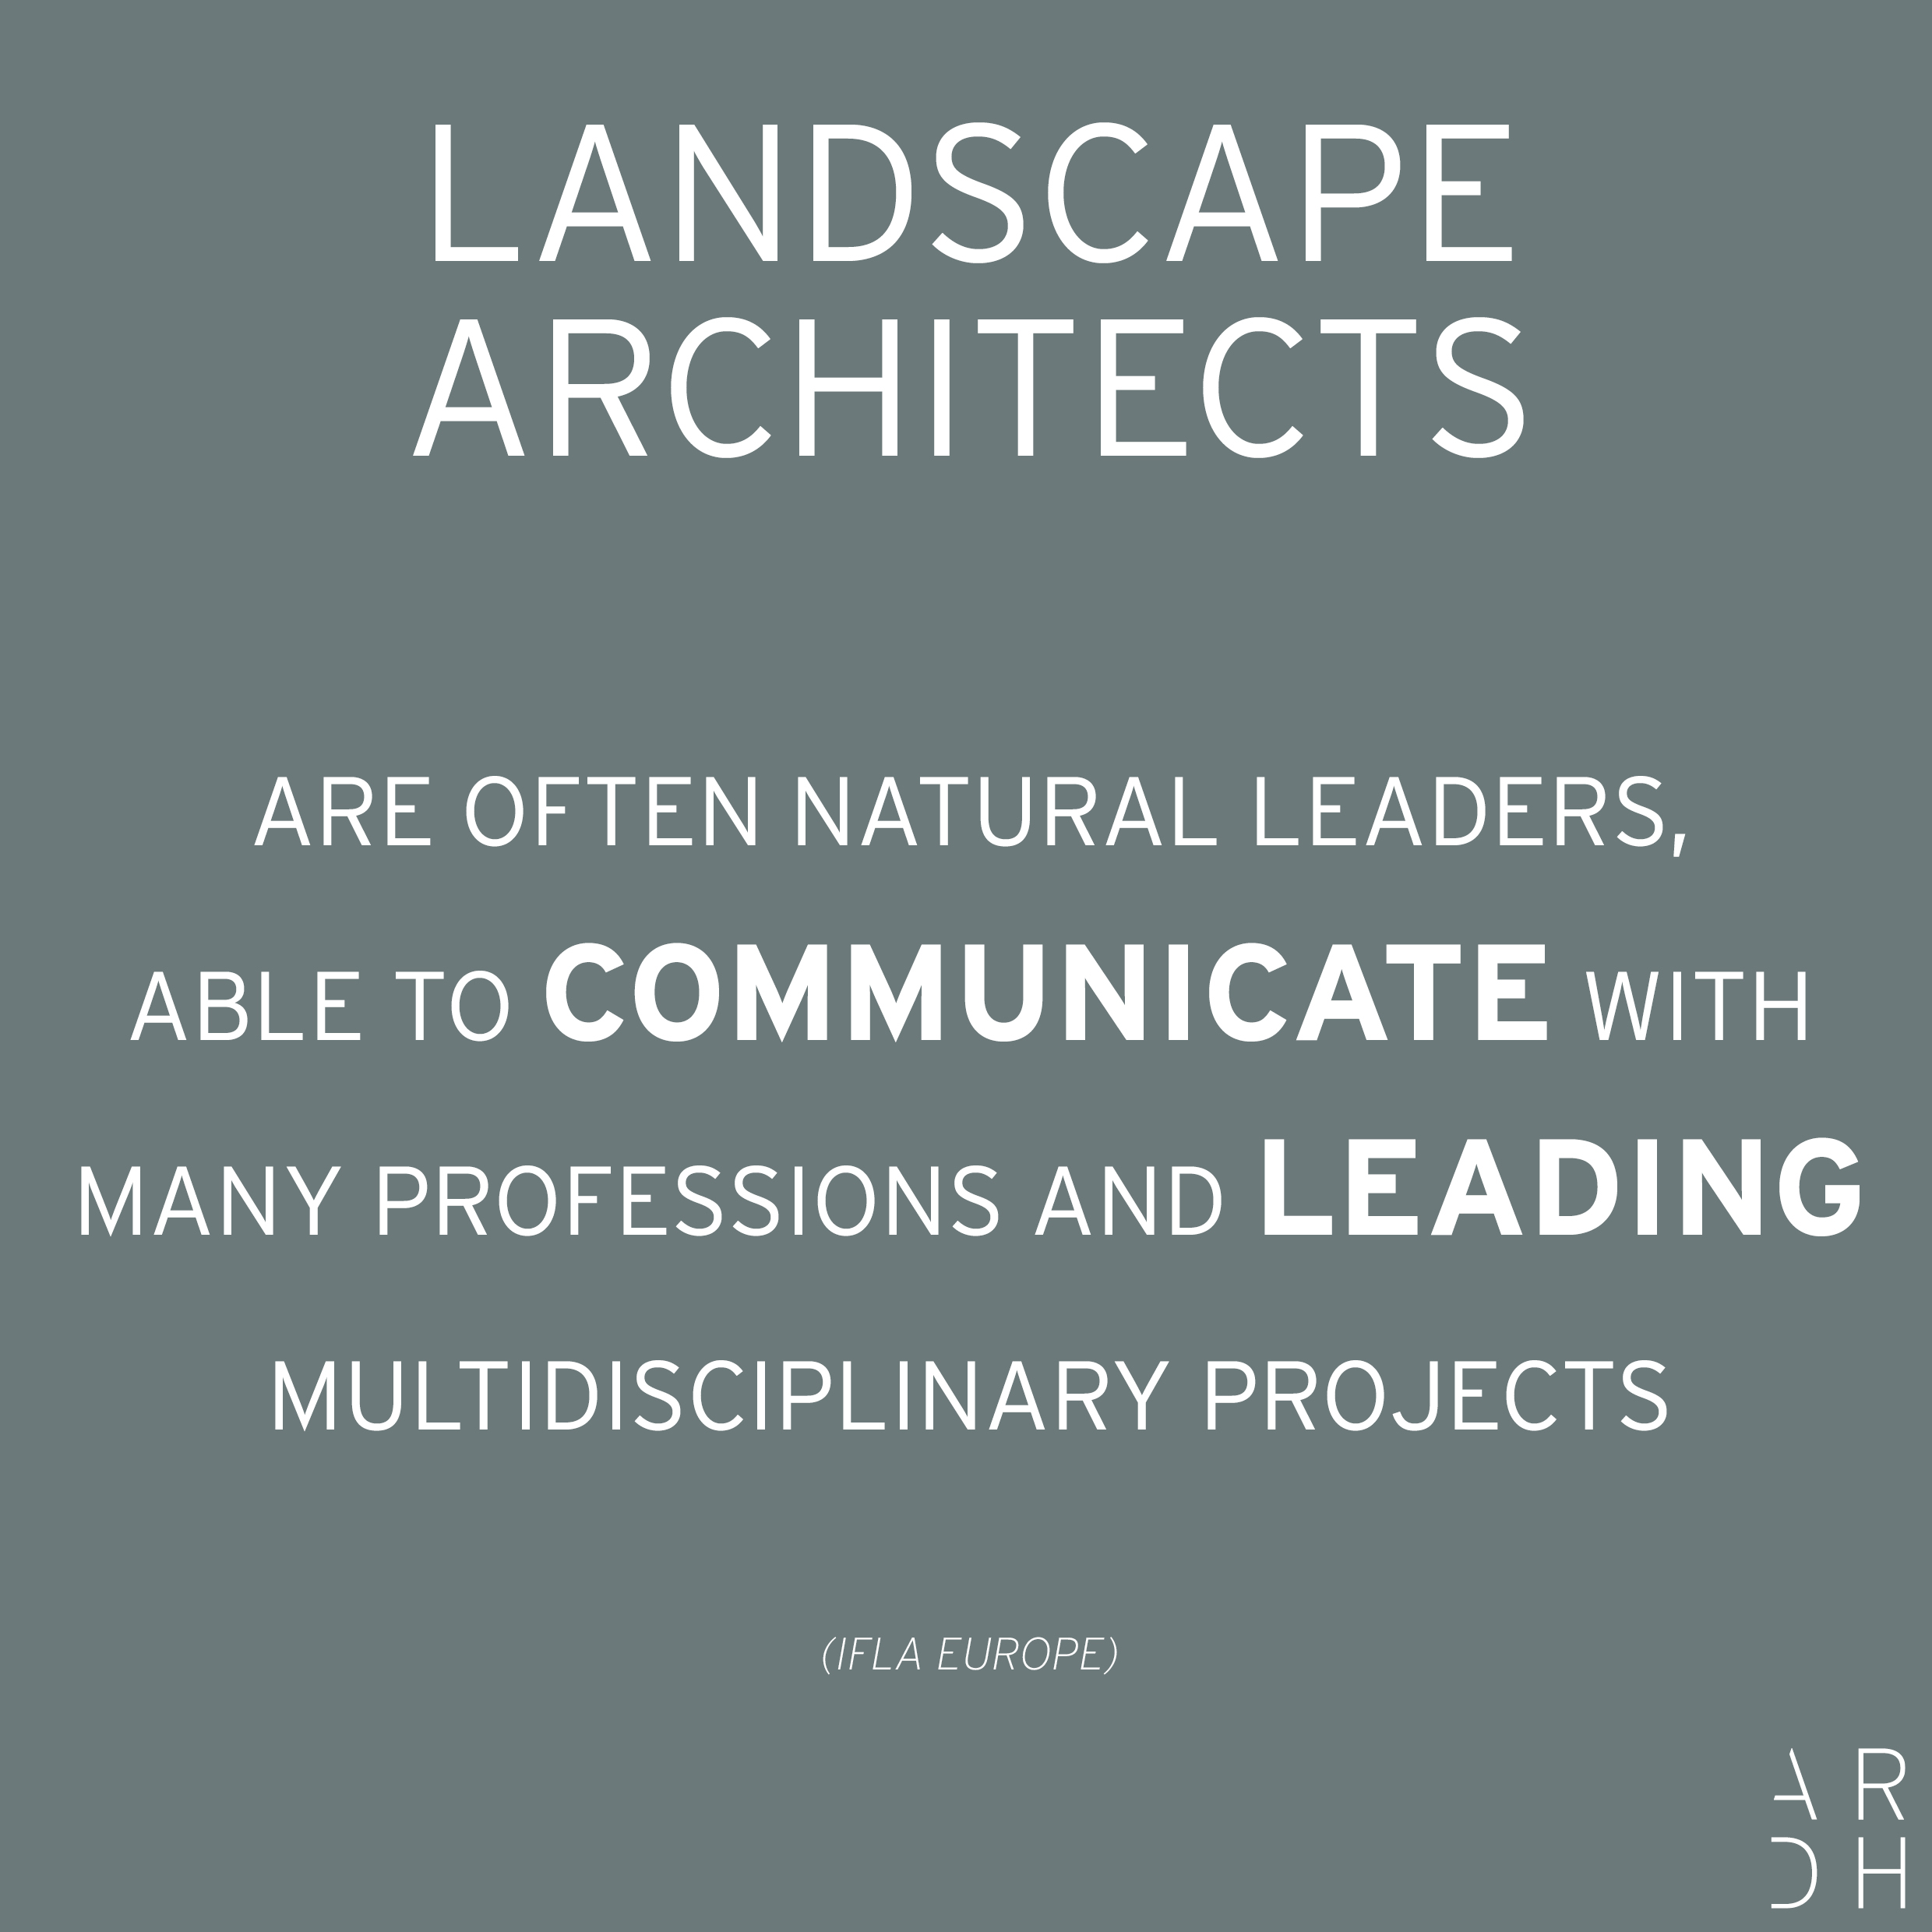 LANDSCAPE
ARCHITECTS
ARE OFTEN NATURAL LEADERS,
ABLE TO COMMUNICATE WITH
MANY PROFESSIONS AND LEADING
MULTIDISCIPLINARY PROJECTS
(IFLA EUROPE)
AR
DH